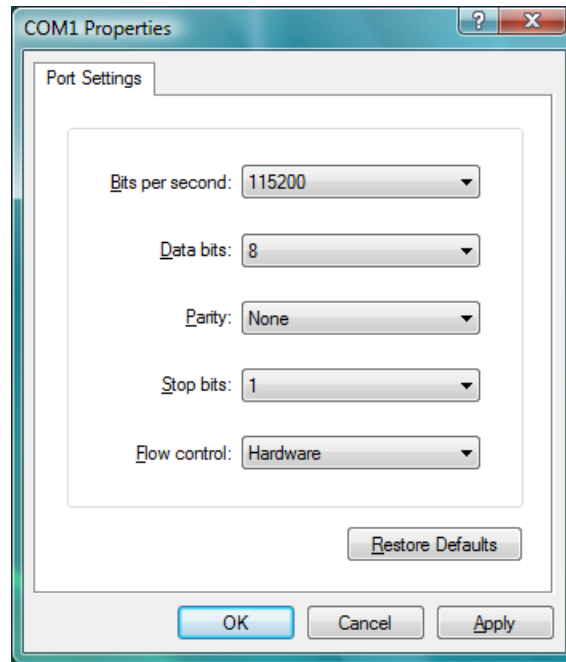 COM1 Properties
Port Settings
Bits per second: 115200
Data bits: 8
Parity: None
Stop bits: 1
Flow control: Hardware
Restore Defaults
OK Cancel Apply